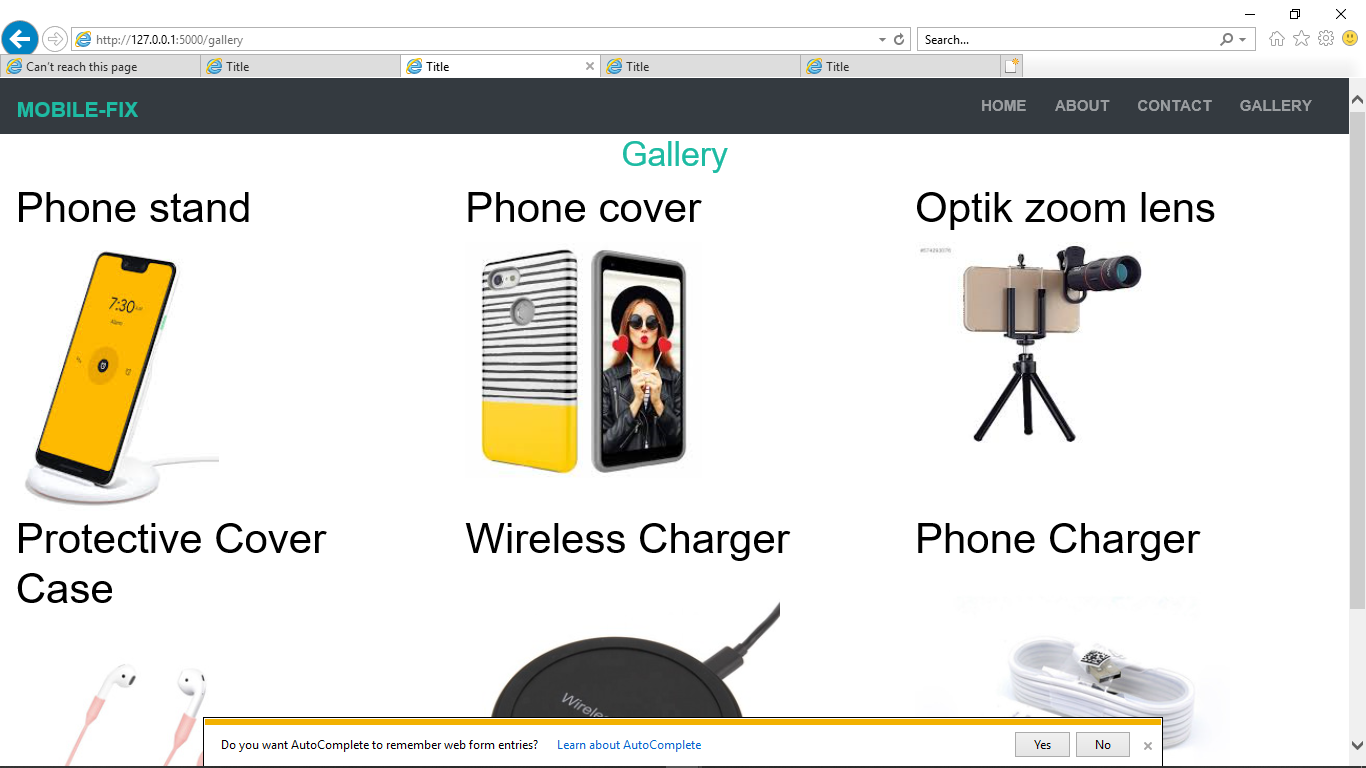 http://127.0.0.1:5000/gallery
Search...
Can't reach this page
Title
Title
Title
Title
MOBILE-FIX
HOME
ABOUT
CONTACT
GALLERY
Gallery
Phone stand
Phone cover
Optik zoom lens
7:30
Protective Cover
Case
Wireless Charger
Phone Charger
Do you want AutoComplete to remember web form entries?
Learn about AutoComplete
Yes
No